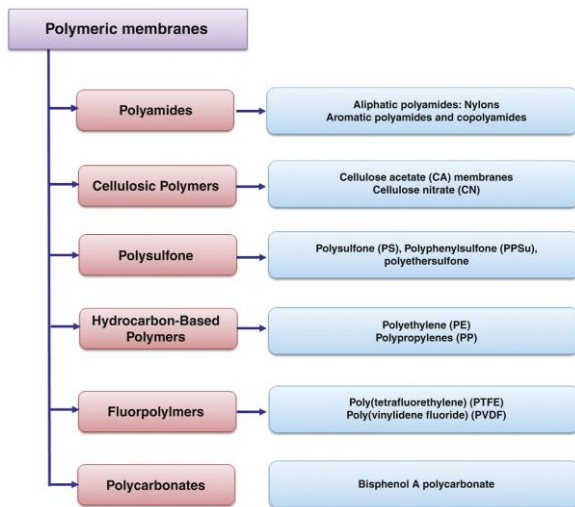 Polymeric membranes
Polyamides
Aliphatic polyamides: Nylons
Aromatic polyamides and copolyamides
Cellulosic Polymers
Cellulose acetate (CA) membranes
Cellulose nitrate (CN)
Polysulfone
Polysulfone (PS), Polyphenylsulfone (PPSu),
polyethersulfone
Hydrocarbon-Based
Polymers
Polyethylene (PE)
Polypropylenes (PP)
Fluorpolylmers
Poly(tetrafluorethylene) (PTFE)
Poly(vinylidene fluoride) (PVDF)
Polycarbonates
Bisphenol A polycarbonate